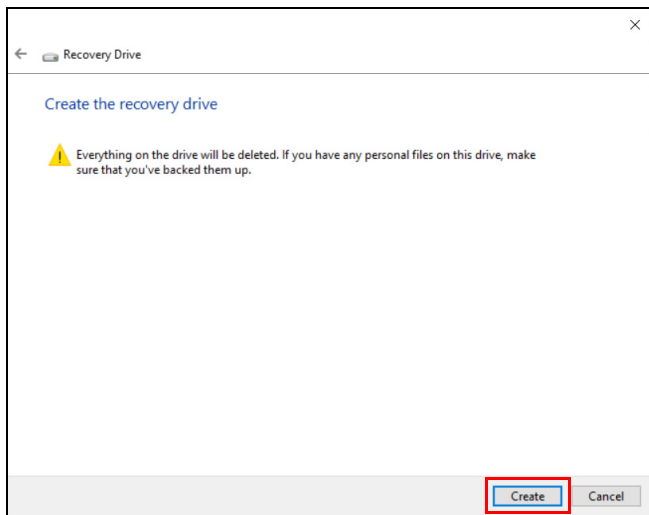 Recovery Drive
Create the recovery drive
Everything on the drive will be deleted. If you have any personal files on this drive, make
sure that you've backed them up.
Create Cancel